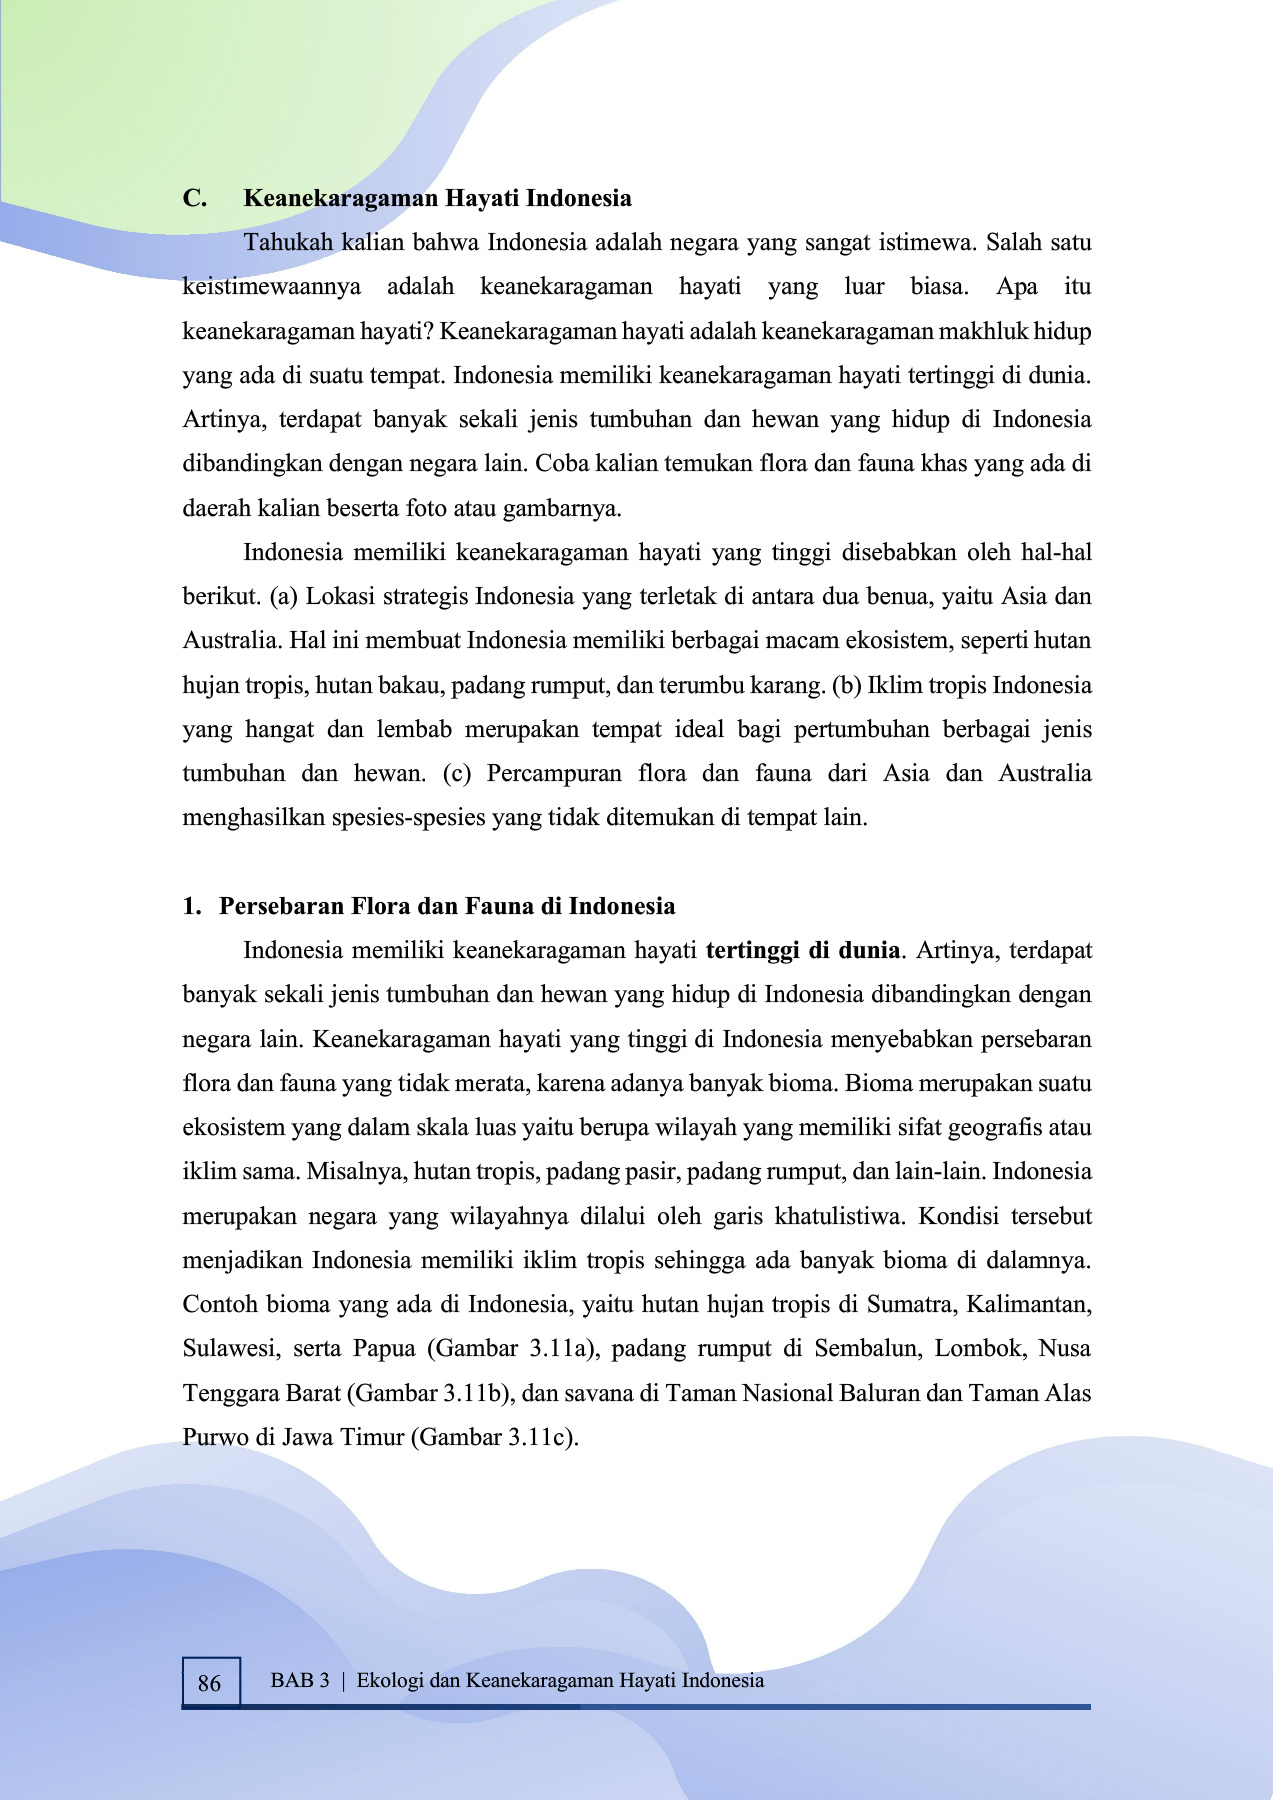 C. Keanekaragaman Hayati Indonesia
Tahukah kalian bahwa Indonesia adalah negara yang sangat istimewa. Salah satu
keistimewaannya adalah keanekaragaman hayati yang luar biasa. Apa itu
keanekaragaman hayati? Keanekaragaman hayati adalah keanekaragaman makhluk hidup
yang ada di suatu tempat. Indonesia memiliki keanekaragaman hayati tertinggi di dunia.
Artinya, terdapat banyak sekali jenis tumbuhan dan hewan yang hidup di Indonesia
dibandingkan dengan negara lain. Coba kalian temukan flora dan fauna khas yang ada di
daerah kalian beserta foto atau gambarnya.
Indonesia memiliki keanekaragaman hayati yang tinggi disebabkan oleh hal-hal
berikut. (a) Lokasi strategis Indonesia yang terletak di antara dua benua, yaitu Asia dan
Australia. Hal ini membuat Indonesia memiliki berbagai macam ekosistem, seperti hutan
hujan tropis, hutan bakau, padang rumput, dan terumbu karang. (b) Iklim tropis Indonesia
yang hangat dan lembab merupakan tempat ideal bagi pertumbuhan berbagai jenis
tumbuhan dan hewan. (c) Percampuran flora dan fauna dari Asia dan Australia
menghasilkan spesies-spesies yang tidak ditemukan di tempat lain.
1. Persebaran Flora dan Fauna di Indonesia
Indonesia memiliki keanekaragaman hayati tertinggi di dunia. Artinya, terdapat
banyak sekali jenis tumbuhan dan hewan yang hidup di Indonesia dibandingkan dengan
negara lain. Keanekaragaman hayati yang tinggi di Indonesia menyebabkan persebaran
flora dan fauna yang tidak merata, karena adanya banyak bioma. Bioma merupakan suatu
ekosistem yang dalam skala luas yaitu berupa wilayah yang memiliki sifat geografis atau
iklim sama. Misalnya, hutan tropis, padang pasir, padang rumput, dan lain-lain. Indonesia
merupakan negara yang wilayahnya dilalui oleh garis khatulistiwa. Kondisi tersebut
menjadikan Indonesia memiliki iklim tropis sehingga ada banyak bioma di dalamnya.
Contoh bioma yang ada di Indonesia, yaitu hutan hujan tropis di Sumatra, Kalimantan,
Sulawesi, serta Papua (Gambar 3.11a), padang rumput di Sembalun, Lombok, Nusa
Tenggara Barat (Gambar 3.11b), dan savana di Taman Nasional Baluran dan Taman Alas
Purwo di Jawa Timur (Gambar 3.11c).
86 BAB 3 | Ekologi dan Keanekaragaman Hayati Indonesia